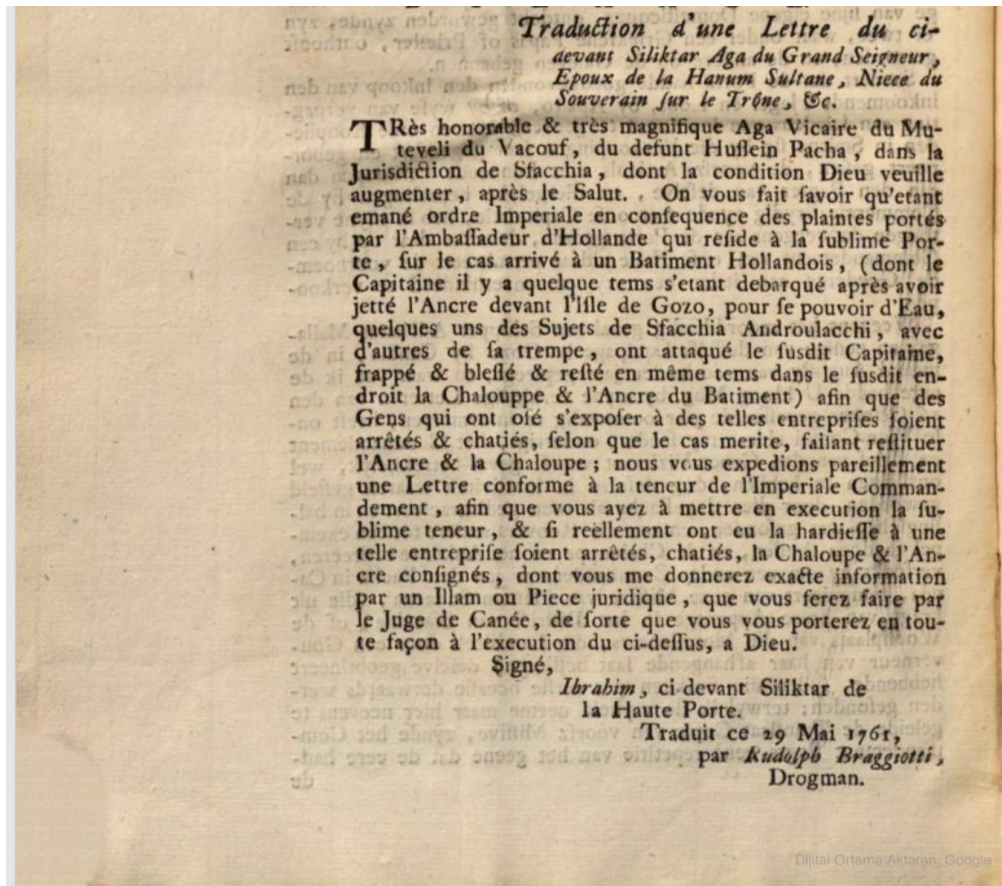 Traduction d'une Lettre du ci-
devant Siliktar Aga du Grand Seigneur,
Epoux de la Hanum Sultane, Niece du
Souverain sur le Trône, &c.
TRès honorable & très magnifique Aga Vicaire du Mu-
teveli du Vacouf, du defunt Hussein Pacha, dans la
Jurisdiction de Sfacchia, dont la condition Dieu veuille
augmenter, après le Salut. On vous fait savoir qu'etant
emané ordre Imperiale en consequence des plaintes portés
par l'Ambassadeur d'Hollande qui reside à la sublime Por-
te, sur le cas arrivé à un Batiment Hollandois, (dont le
Capitaine il y a quelque tems s'etant debarqué après avoir
jetté l'Ancre devant l'Isle de Gozo, pour se pouvoir d'Eau,
quelques uns des Sujets de Sfacchia Androulacchi, avec
d'autres de sa trempe, ont attaqué le susdit Capitaine,
frappé & blessé & resté en même tems dans le susdit en-
droit la Chalouppe & l'Ancre du Batiment) afin que des
Gens qui ont osé s'exposer à des telles entreprises soient
arrêtés & chatiés, selon que le cas merite, faisant restituer
l'Ancre & la Chaloupe; nous vous expedions pareillement
une Lettre conforme à la teneur de l'Imperiale Comman-
dement, afin que vous ayez à mettre en execution la su-
blime teneur, & si reellement ont eu la hardiesse à une
telle entreprise soient arrêtés, chatiés, la Chaloupe & l'An-
cre consignés, dont vous me donnerez exacte information
par un Illam ou Piece juridique, que vous ferez faire par
le Juge de Canée, de sorte que vous vous porterez en tou-
te façon à l'execution du ci-dessus, a Dieu.
Signé,
Ibrahim, ci devant Siliktar de
la Haute Porte.
Traduit ce 29 Mai 1761,
par Rudolph Braggiotti,
Drogman.
de
Dijital Ortama Aktaran: Google